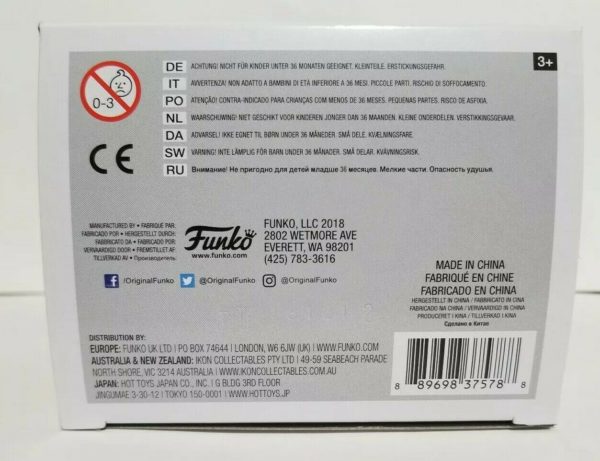 3+
0-3
DE ACHTUNG! NICHT FÜR KINDER UNTER 36 MONATEN GEEIGNET. KLEINTEILE. ERSTICKUNGSGEFAHR.
IT AVVERTENZA! NON ADATTO A BAMBINI DI ETÀ INFERIORE A 36 MESI. PICCOLE PARTI. RISCHIO DI SOFFOCAMENTO.
PO ATENÇÃO! CONTRA-INDICADO PARA CRIANÇAS COM MENOS DE 36 MESES. PEQUENAS PARTES. RISCO DE ASFIXIA.
NL WAARSCHUWING! NIET GESCHIKT VOOR KINDEREN JONGER DAN 36 MAANDEN. KLEINE ONDERDELEN. VERSTIKKINGSGEVAAR.
DA ADVARSEL! IKKE EGNET TIL BØRN UNDER 36 MÅNEDER. SMÅ DELE. KVÆLNINGSFARE.
SW VARNING! INTE LÄMPLIG FÖR BARN UNDER 36 MÅNADER. SMÅ DELAR. KVÄVNINGSRISK.
RU Внимание! Не пригодно для детей младше 36 месяцев. Мелкие части. Опасность удушья.
CE
MANUFACTURED BY • FABRIQUÉ PAR:
FABRICADO POR • HERGESTELLT DURCH:
FABBRICATO DA • FABRICADO POR:
VERVAARDIGD DOOR • FREMSTILLET AF:
TILLVERKAD AV • Производитель:
Funko
www.funko.com
FUNKO, LLC 2018
2802 WETMORE AVE
EVERETT, WA 98201
(425) 783-3616
f /OriginalFunko @OriginalFunko @OriginalFunko
MADE IN CHINA
FABRIQUÉ EN CHINE
FABRICADO EN CHINA
HERGESTELLT IN CHINA / FABBRICATO IN CINA
FABRICADO NA CHINA / VERVAARDIGD IN CHINA
PRODUCERET I KINA / TILLVERKAD I KINA
Сделано в Китае
DISTRIBUTION BY:
EUROPE: FUNKO UK LTD | PO BOX 74644 | LONDON, W6 6JW (UK) | WWW.FUNKO.COM
AUSTRALIA & NEW ZEALAND: IKON COLLECTABLES PTY LTD | 49-59 SEABEACH PARADE
NORTH SHORE, VIC 3214 AUSTRALIA | WWW.IKONCOLLECTABLES.COM.AU
JAPAN: HOT TOYS JAPAN CO., INC. | G BLDG 3RD FLOOR
JINGUMAE 3-30-12 | TOKYO 150-0001 | WWW.HOTTOYS.JP
8 89698 37578 8